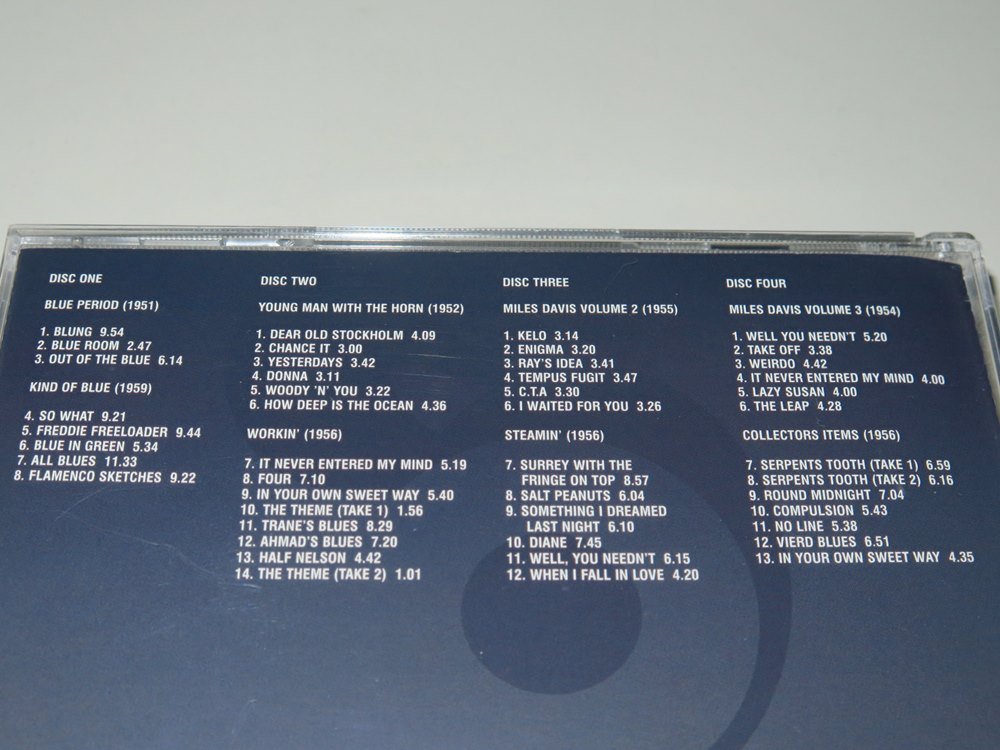 DISC ONE
BLUE PERIOD (1951)
1. BLUNG 9.54
2. BLUE ROOM 2.47
3. OUT OF THE BLUE 6.14
KIND OF BLUE (1959)
4. SO WHAT 9.21
5. FREDDIE FREELOADER 9.44
6. BLUE IN GREEN 5.34
7. ALL BLUES 11.33
8. FLAMENCO SKETCHES 9.22
DISC TWO
YOUNG MAN WITH THE HORN (1952)
1. DEAR OLD STOCKHOLM 4.09
2. CHANCE IT 3.00
3. YESTERDAYS 3.42
4. DONNA 3.11
5. WOODY 'N' YOU 3.22
6. HOW DEEP IS THE OCEAN 4.36
WORKIN' (1956)
7. IT NEVER ENTERED MY MIND 5.19
8. FOUR 7.10
9. IN YOUR OWN SWEET WAY 5.40
10. THE THEME (TAKE 1) 1.56
11. TRANE'S BLUES 8.29
12. AHMAD'S BLUES 7.20
13. HALF NELSON 4.42
14. THE THEME (TAKE 2) 1.01
DISC THREE
MILES DAVIS VOLUME 2 (1955)
1. KELO 3.14
2. ENIGMA 3.20
3. RAY'S IDEA 3.41
4. TEMPUS FUGIT 3.47
5. C.T.A 3.30
6. I WAITED FOR YOU 3.26
STEAMIN' (1956)
7. SURREY WITH THE
FRINGE ON TOP 8.57
8. SALT PEANUTS 6.04
9. SOMETHING I DREAMED
LAST NIGHT 6.10
10. DIANE 7.45
11. WELL, YOU NEEDN'T 6.15
12. WHEN I FALL IN LOVE 4.20
DISC FOUR
MILES DAVIS VOLUME 3 (1954)
1. WELL YOU NEEDN'T 5.20
2. TAKE OFF 3.38
3. WEIRDO 4.42
4. IT NEVER ENTERED MY MIND 4.00
5. LAZY SUSAN 4.00
6. THE LEAP 4.28
COLLECTORS ITEMS (1956)
7. SERPENTS TOOTH (TAKE 1) 6.59
8. SERPENTS TOOTH (TAKE 2) 6.16
9. ROUND MIDNIGHT 7.04
10. COMPULSION 5.43
11. NO LINE 5.38
12. VIERD BLUES 6.51
13. IN YOUR OWN SWEET WAY 4.35